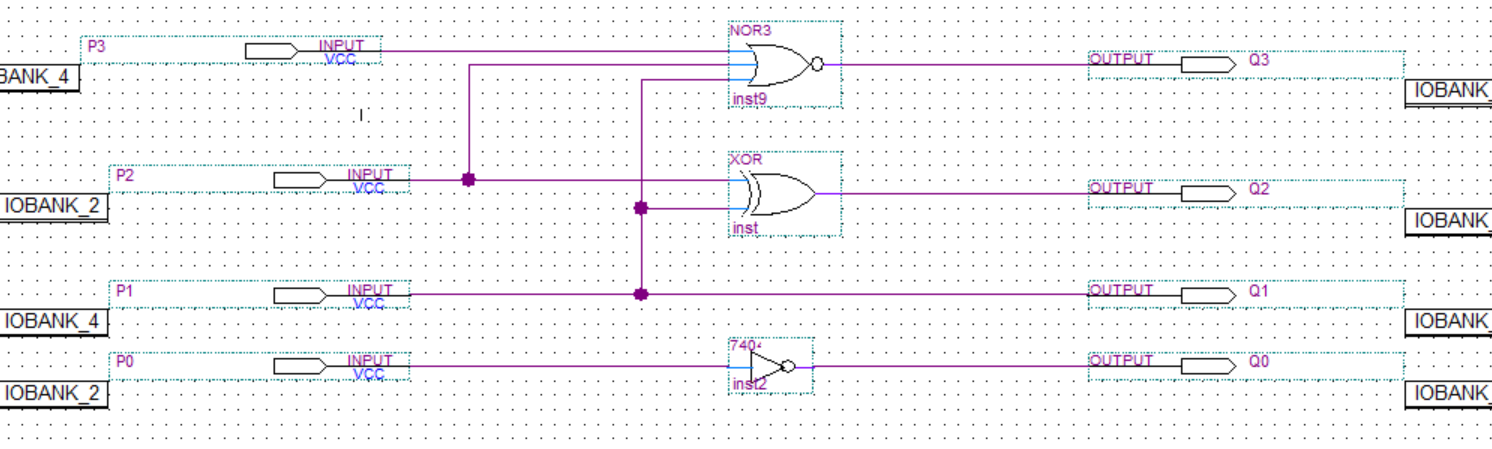 NOR3
P3 INPUT VCC OUTPUT Q3
BANK_4 inst9 IOBANK_
XOR
P2 INPUT VCC OUTPUT Q2
IOBANK_2 inst IOBANK_
P1 INPUT VCC OUTPUT Q1
IOBANK_4 IOBANK_
7404
P0 INPUT VCC OUTPUT Q0
IOBANK_2 inst2 IOBANK_